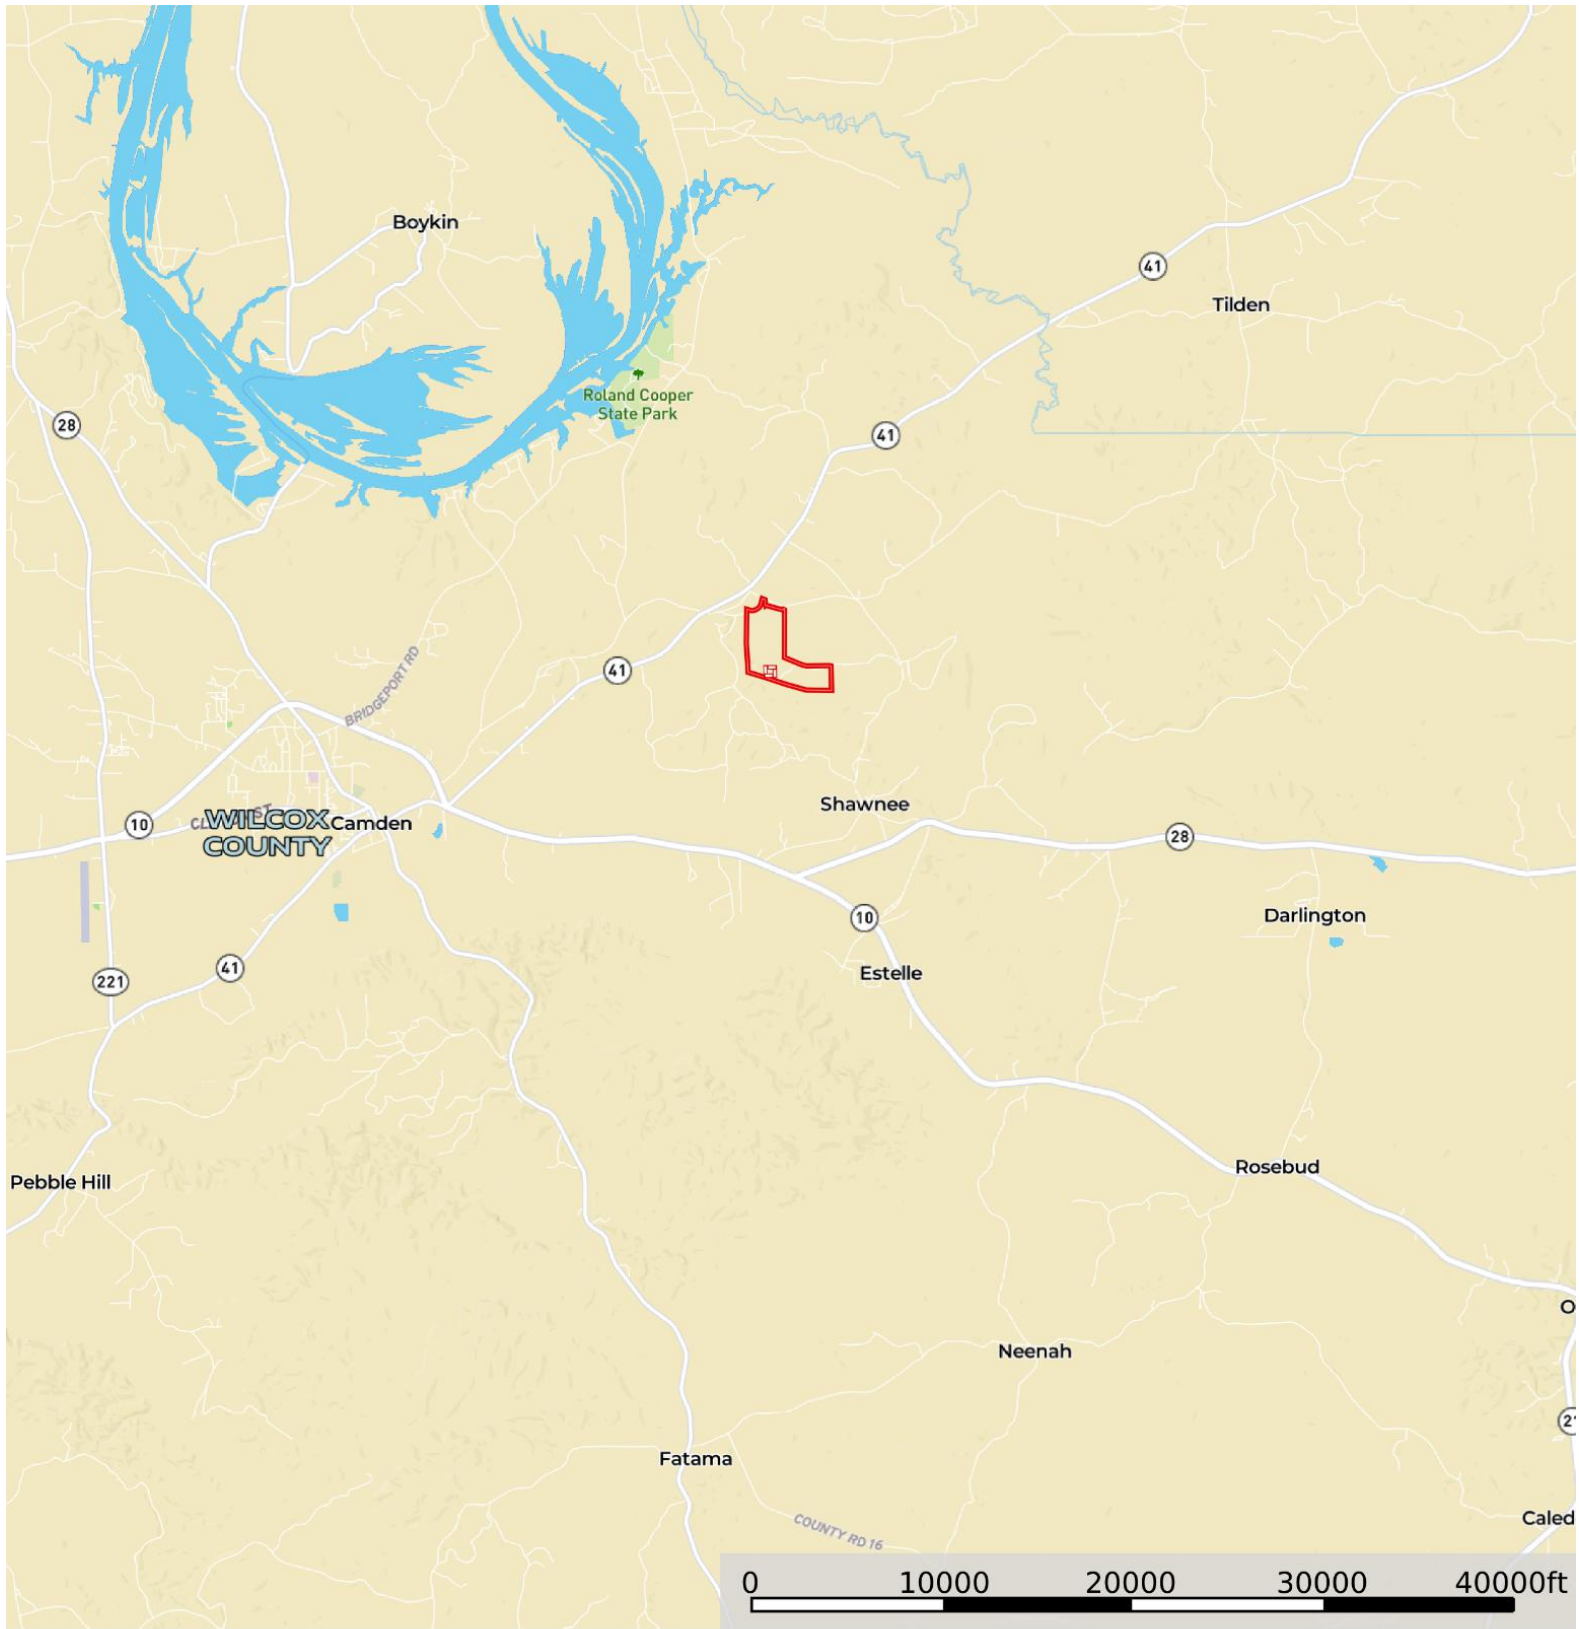 Boykin
41
Tilden
Roland Cooper
State Park
28
41
41
BRIDGEPORT RD
Shawnee
10
WILCOX
COUNTY
Camden
28
10
Darlington
41
Estelle
221
Rosebud
Pebble Hill
Neenah
Fatama
COUNTY RD 16
0 10000 20000 30000 40000ft